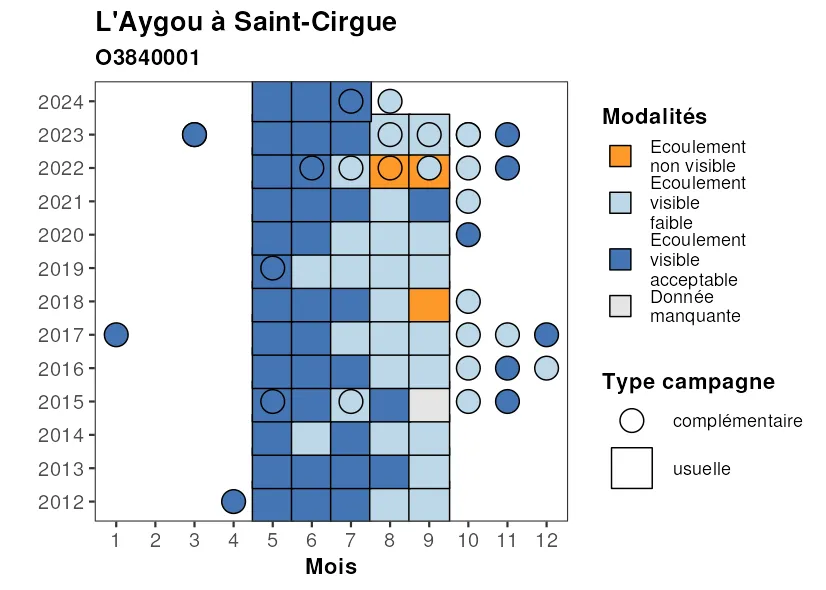 L'Aygou à Saint-Cirgue
O3840001
2024
2023
2022
2021
2020
2019
2018
2017
2016
2015
2014
2013
2012
1 2 3 4 5 6 7 8 9 10 11 12
Mois
Modalités
Ecoulement
non visible
Ecoulement
visible
faible
Ecoulement
visible
acceptable
Donnée
manquante
Type campagne
complémentaire
usuelle